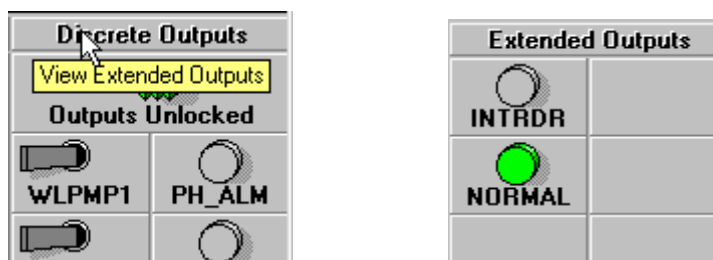 Discrete Outputs
View Extended Outputs
Outputs Unlocked
WLPMP1 PH_ALM
Extended Outputs
INTRDR
NORMAL